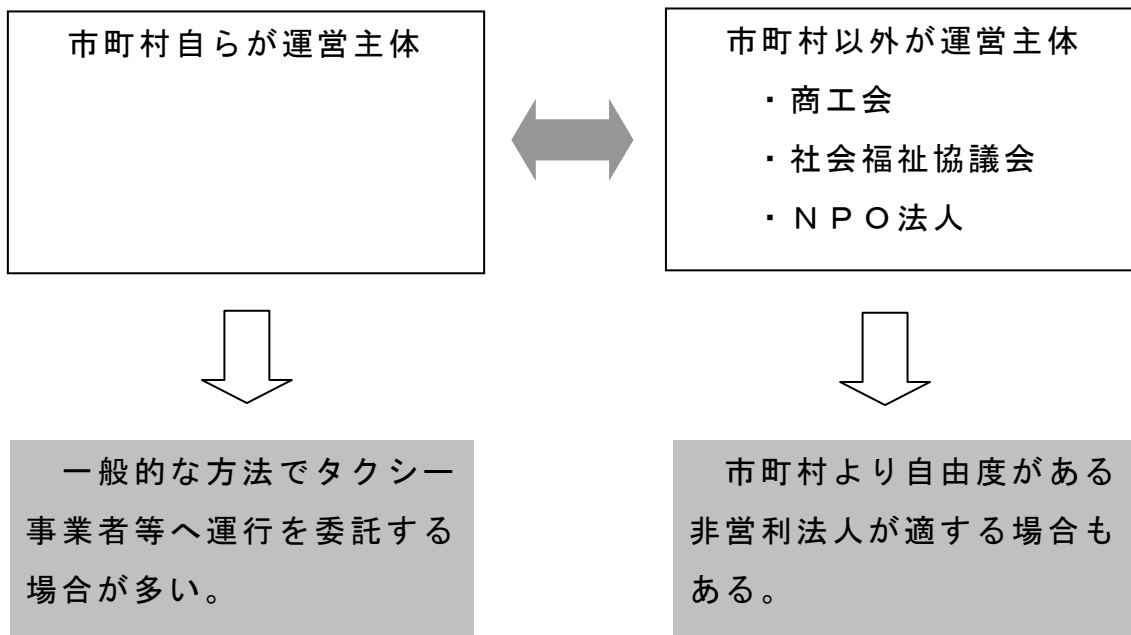 市町村自らが運営主体
市町村以外が運営主体
・商工会
・社会福祉協議会
・ＮＰＯ法人
一般的な方法でタクシー
事業者等へ運行を委託する
場合が多い。
市町村より自由度がある
非営利法人が適する場合も
ある。